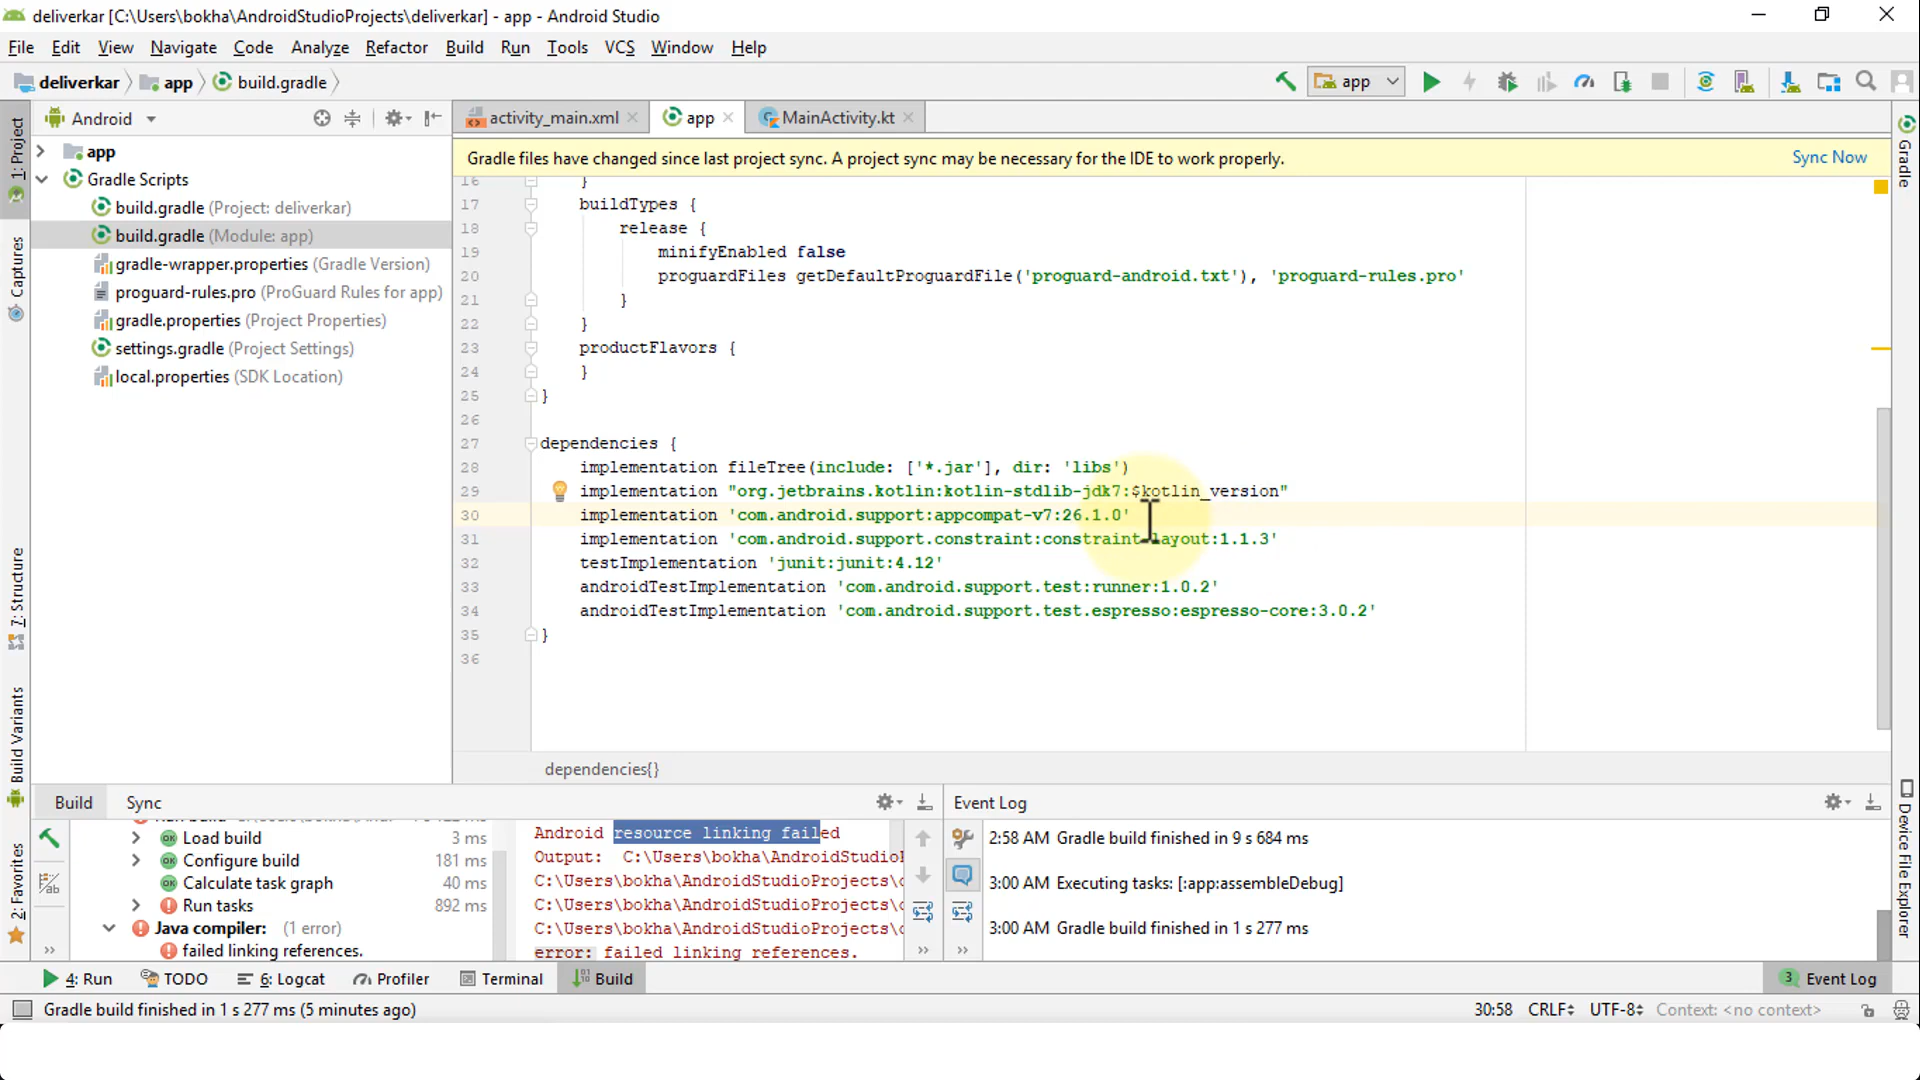 deliverkar [C:\Users\bokha\AndroidStudioProjects\deliverkar] - app - Android Studio
File Edit View Navigate Code Analyze Refactor Build Run Tools VCS Window Help
deliverkar app build.gradle
app
Android
activity_main.xml app MainActivity.kt
Gradle files have changed since last project sync. A project sync may be necessary for the IDE to work properly. Sync Now
app
Gradle Scripts
build.gradle (Project: deliverkar)
build.gradle (Module: app)
gradle-wrapper.properties (Gradle Version)
proguard-rules.pro (ProGuard Rules for app)
gradle.properties (Project Properties)
settings.gradle (Project Settings)
local.properties (SDK Location)
1: Project
Captures
7: Structure
Build Variants
2: Favorites
16 }
17 buildTypes {
18 release {
19 minifyEnabled false
20 proguardFiles getDefaultProguardFile('proguard-android.txt'), 'proguard-rules.pro'
21 }
22 }
23 productFlavors {
24 }
25 }
26
27 dependencies {
28 implementation fileTree(include: ['*.jar'], dir: 'libs')
29 implementation "org.jetbrains.kotlin:kotlin-stdlib-jdk7:$kotlin_version"
30 implementation 'com.android.support:appcompat-v7:26.1.0'
31 implementation 'com.android.support.constraint:constraint-layout:1.1.3'
32 testImplementation 'junit:junit:4.12'
33 androidTestImplementation 'com.android.support.test:runner:1.0.2'
34 androidTestImplementation 'com.android.support.test.espresso:espresso-core:3.0.2'
35 }
36
dependencies{}
Gradle
Device File Explorer
Build Sync
Load build 3 ms
Configure build 181 ms
Calculate task graph 40 ms
Run tasks 892 ms
Java compiler: (1 error)
failed linking references.
Android resource linking failed
Output: C:\Users\bokha\AndroidStudio
C:\Users\bokha\AndroidStudioProjects\
C:\Users\bokha\AndroidStudioProjects\
C:\Users\bokha\AndroidStudioProjects\
error: failed linking references.
Event Log
2:58 AM Gradle build finished in 9 s 684 ms
3:00 AM Executing tasks: [:app:assembleDebug]
3:00 AM Gradle build finished in 1 s 277 ms
4: Run TODO 6: Logcat Profiler Terminal Build 3 Event Log
Gradle build finished in 1 s 277 ms (5 minutes ago) 30:58 CRLF UTF-8 Context: <no context>